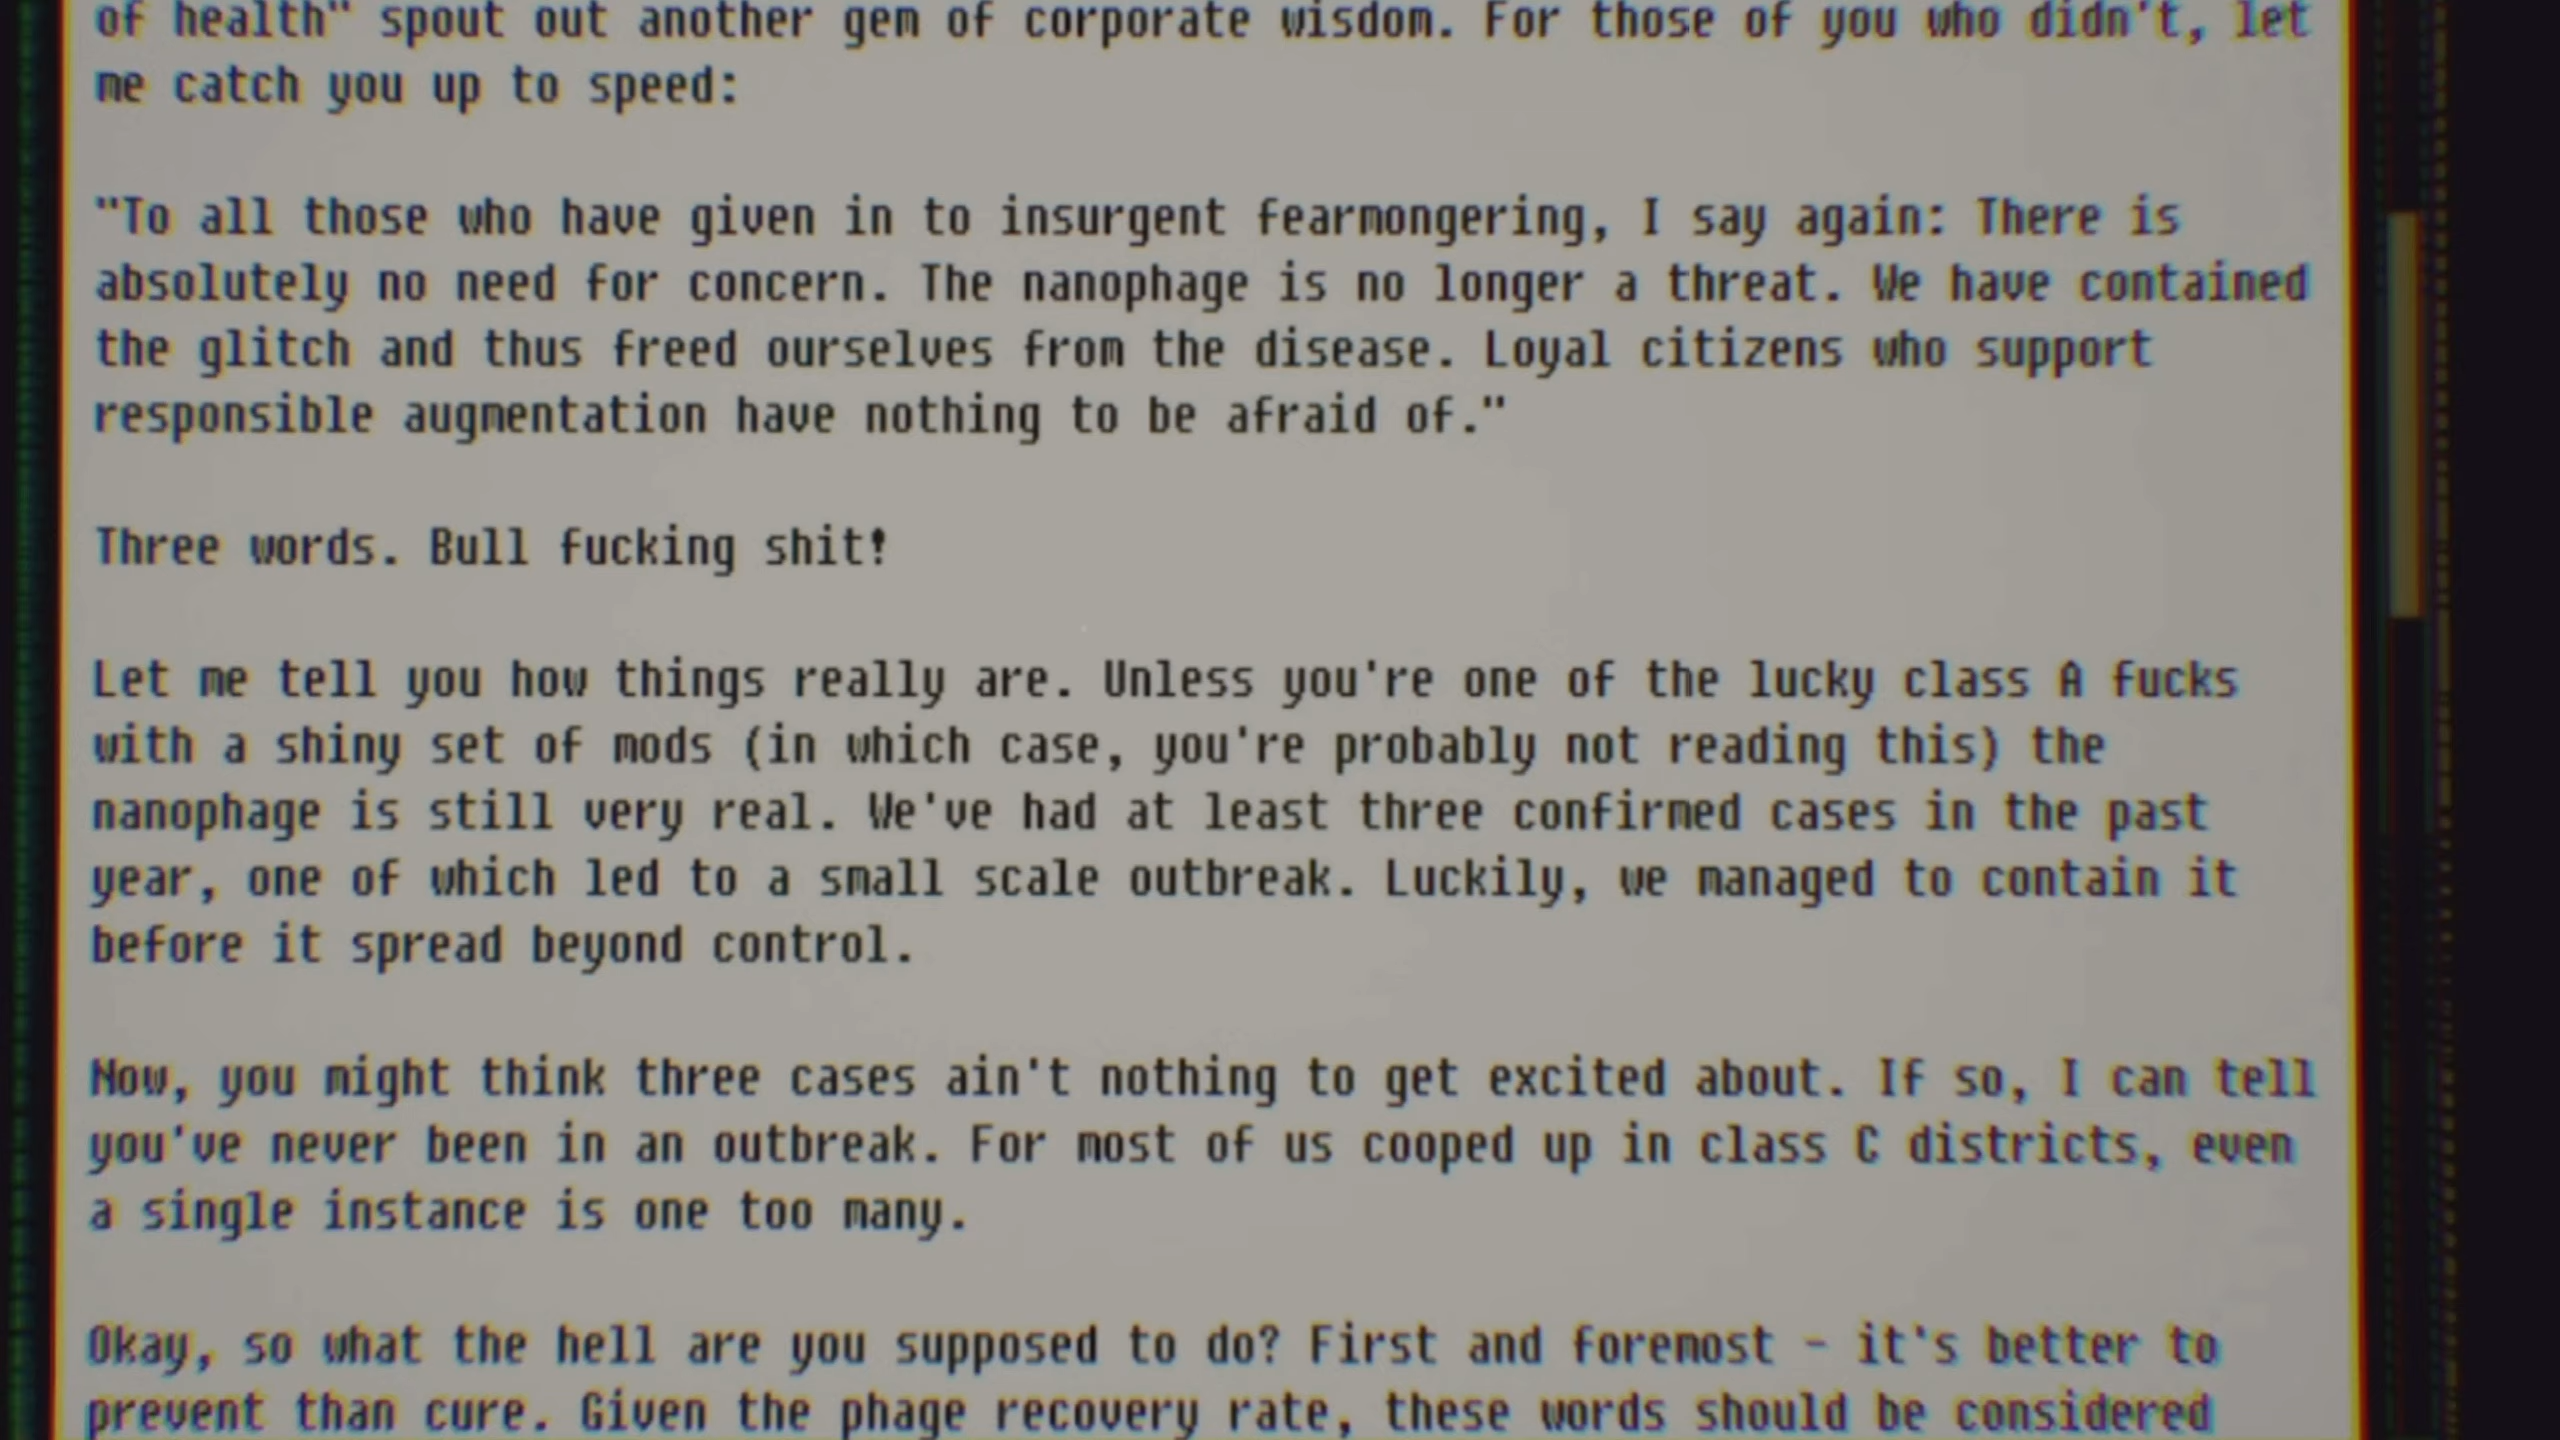 of health" spout out another gem of corporate wisdom. For those of you who didn't, let
me catch you up to speed:
"To all those who have given in to insurgent fearmongering, I say again: There is
absolutely no need for concern. The nanophage is no longer a threat. We have contained
the glitch and thus freed ourselves from the disease. Loyal citizens who support
responsible augmentation have nothing to be afraid of."
Three words. Bull fucking shit!
Let me tell you how things really are. Unless you're one of the lucky class A fucks
with a shiny set of mods (in which case, you're probably not reading this) the
nanophage is still very real. We've had at least three confirmed cases in the past
year, one of which led to a small scale outbreak. Luckily, we managed to contain it
before it spread beyond control.
Now, you might think three cases ain't nothing to get excited about. If so, I can tell
you've never been in an outbreak. For most of us cooped up in class C districts, even
a single instance is one too many.
Okay, so what the hell are you supposed to do? First and foremost - it's better to
prevent than cure. Given the phage recovery rate, these words should be considered